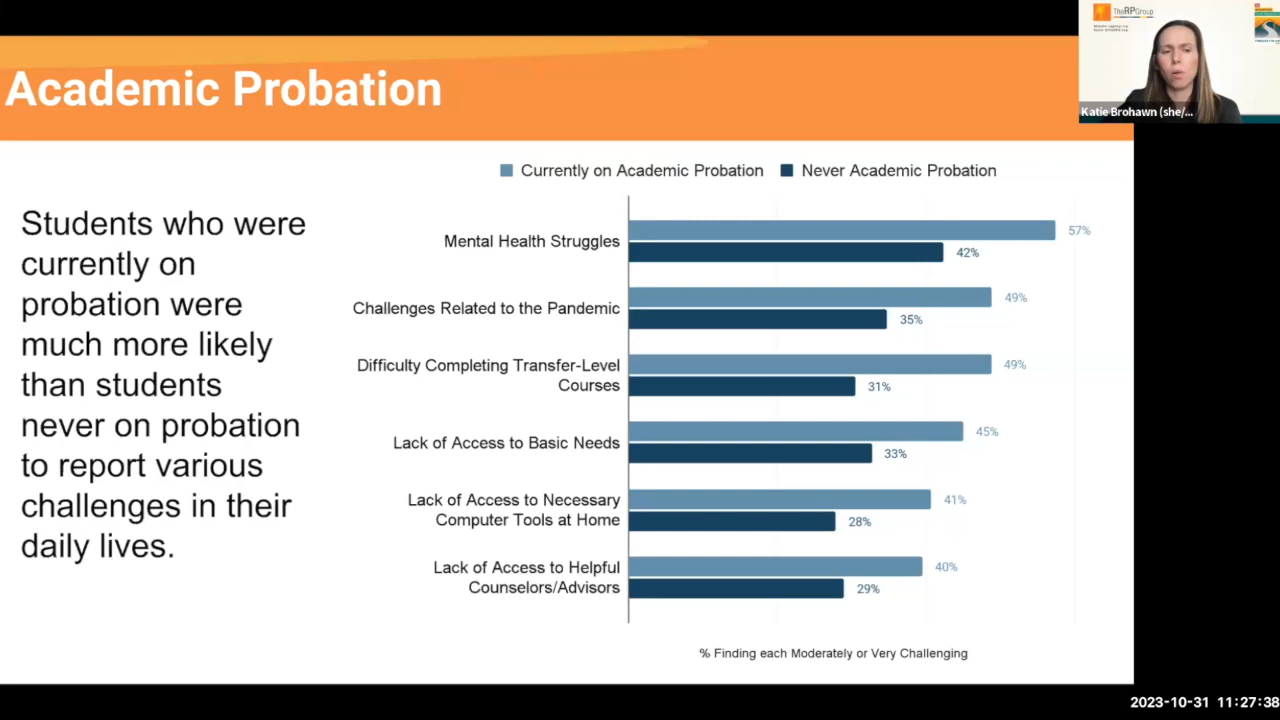 TheRPGroup
Academic Probation
Katie Brohawn (she/...
Currently on Academic Probation
Never Academic Probation
Students who were
currently on
probation were
much more likely
than students
never on probation
to report various
challenges in their
daily lives.
Mental Health Struggles
57%
42%
Challenges Related to the Pandemic
49%
35%
Difficulty Completing Transfer-Level
Courses
49%
31%
Lack of Access to Basic Needs
45%
33%
Lack of Access to Necessary
Computer Tools at Home
41%
28%
Lack of Access to Helpful
Counselors/Advisors
40%
29%
% Finding each Moderately or Very Challenging
2023-10-31 11:27:38